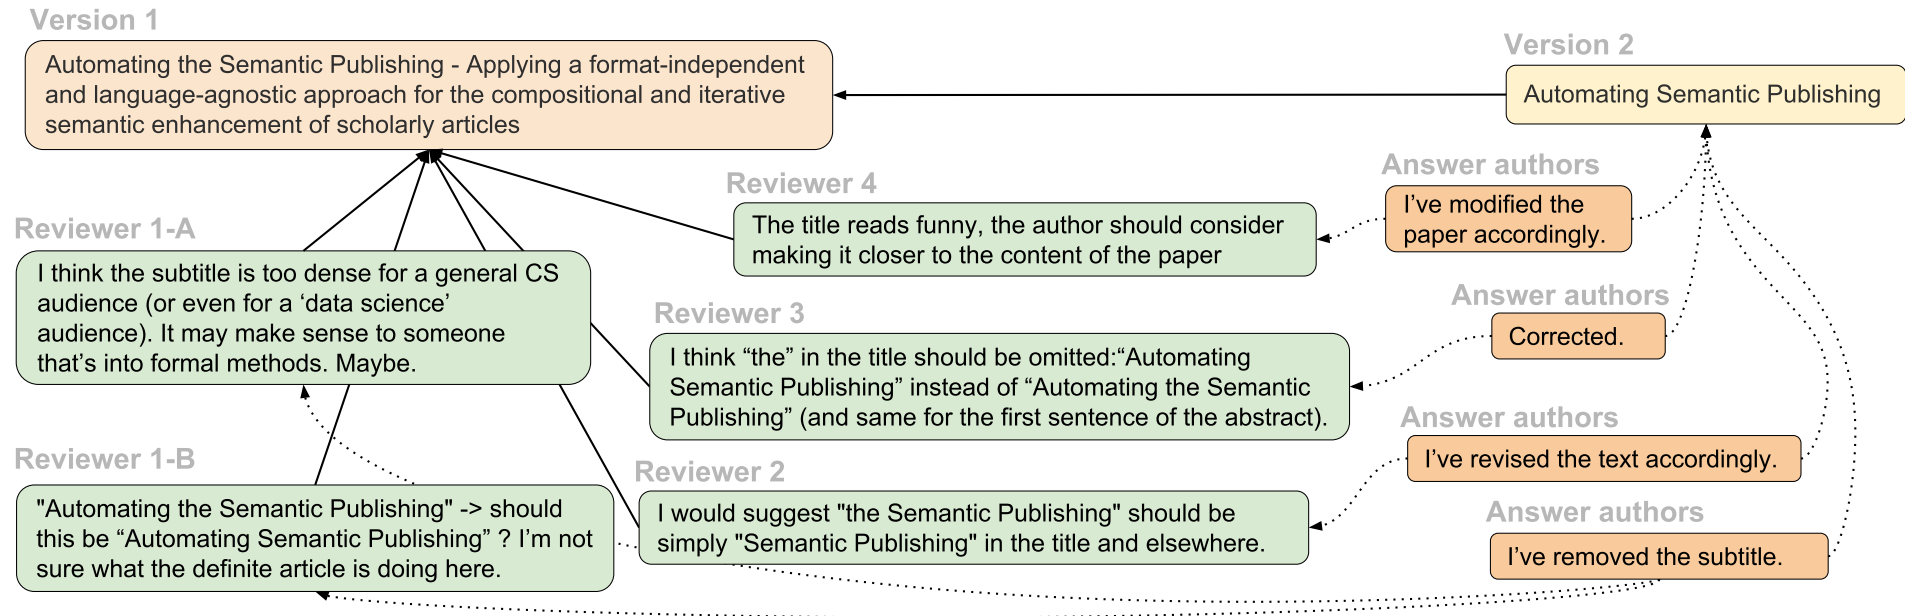 Version 1
Automating the Semantic Publishing - Applying a format-independent
and language-agnostic approach for the compositional and iterative
semantic enhancement of scholarly articles
Version 2
Automating Semantic Publishing
Answer authors
I’ve modified the
paper accordingly.
Reviewer 4
The title reads funny, the author should consider
making it closer to the content of the paper
Reviewer 1-A
I think the subtitle is too dense for a general CS
audience (or even for a ‘data science’
audience). It may make sense to someone
that’s into formal methods. Maybe.
Answer authors
Corrected.
Reviewer 3
I think “the” in the title should be omitted:“Automating
Semantic Publishing” instead of “Automating the Semantic
Publishing” (and same for the first sentence of the abstract).
Answer authors
I’ve revised the text accordingly.
Reviewer 1-B
"Automating the Semantic Publishing" -> should
this be “Automating Semantic Publishing” ? I’m not
sure what the definite article is doing here.
Reviewer 2
I would suggest "the Semantic Publishing" should be
simply "Semantic Publishing" in the title and elsewhere.
Answer authors
I’ve removed the subtitle.